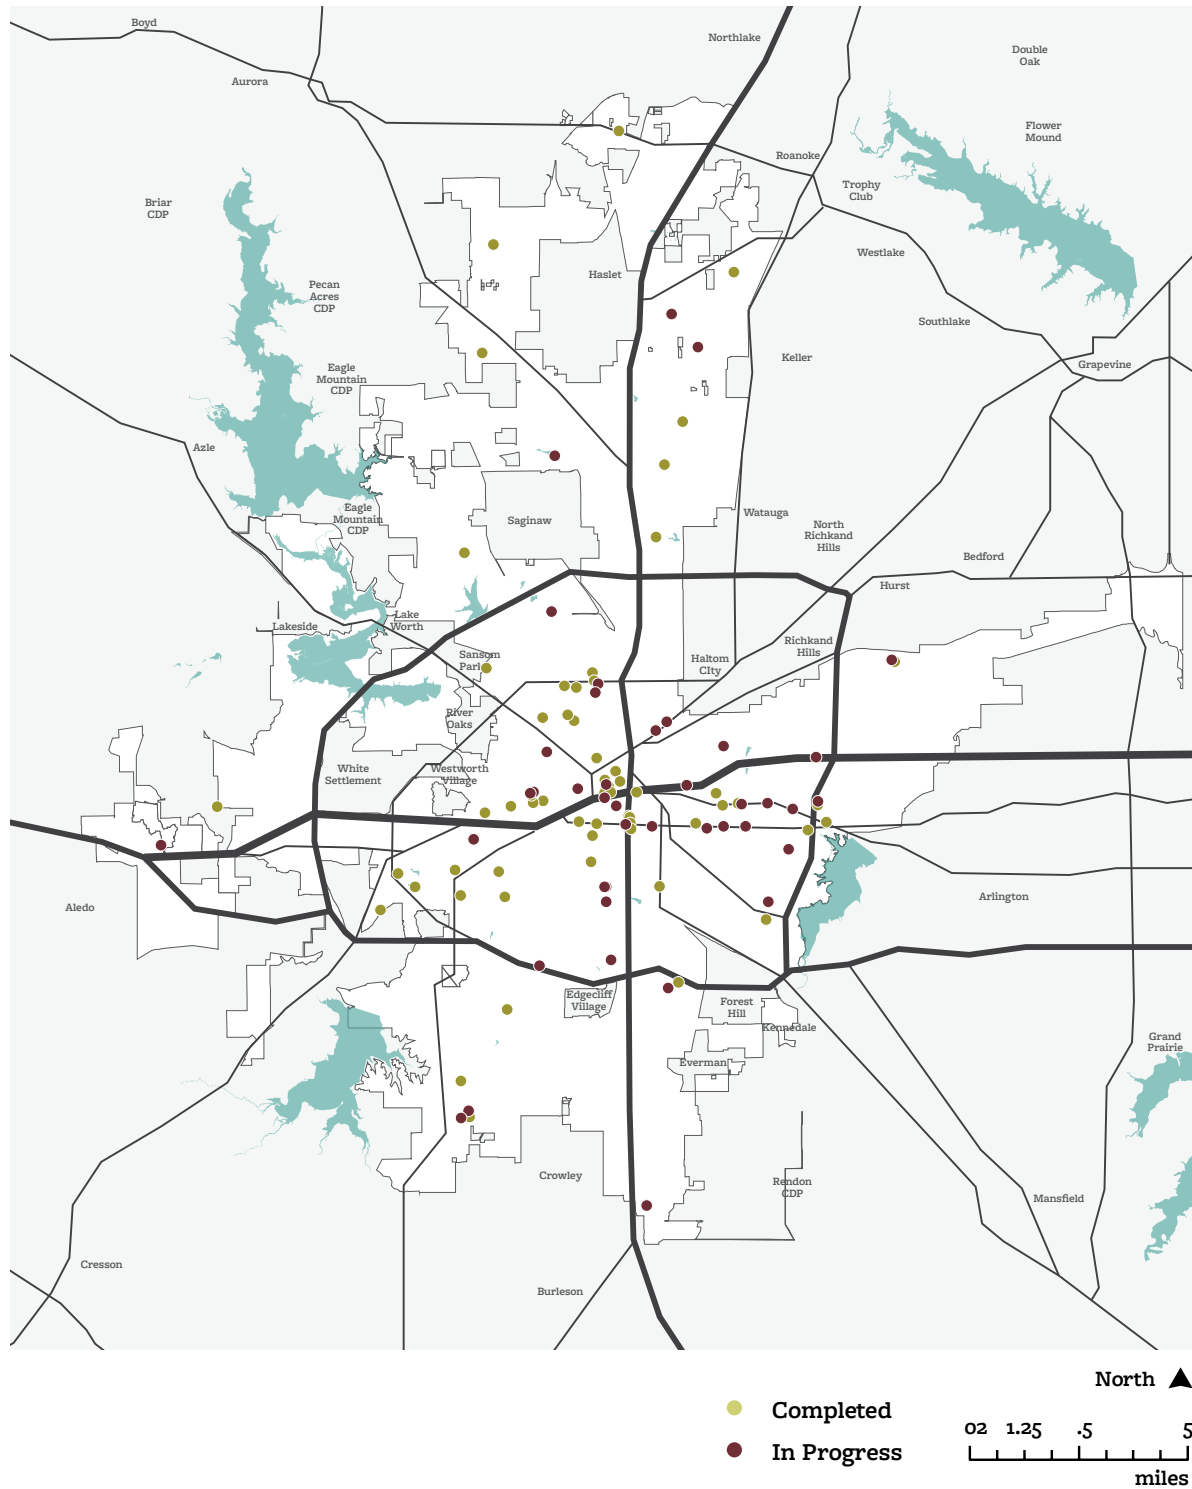 Boyd
Northlake
Double
Oak
Aurora
Flower
Mound
Roanoke
Trophy
Club
Briar
CDP
Westlake
Haslet
Pecan
Acres
CDP
Southlake
Keller
Grapevine
Eagle
Mountain
CDP
Azle
Eagle
Mountain
CDP
Saginaw
Watauga
North
Richkand
Hills
Bedford
Hurst
Lake
Worth
Lakeside
Richkand
Hills
Sansom
Park
Haltom
CIty
River
Oaks
White
Settlement
Westworth
Village
Aledo
Arlington
Edgecliff
Village
Forest
Hill
Kennedale
Grand
Prairie
Everman
Crowley
Rendon
CDP
Mansfield
Cresson
Burleson
North
Completed
In Progress
02 1.25 .5 5
miles